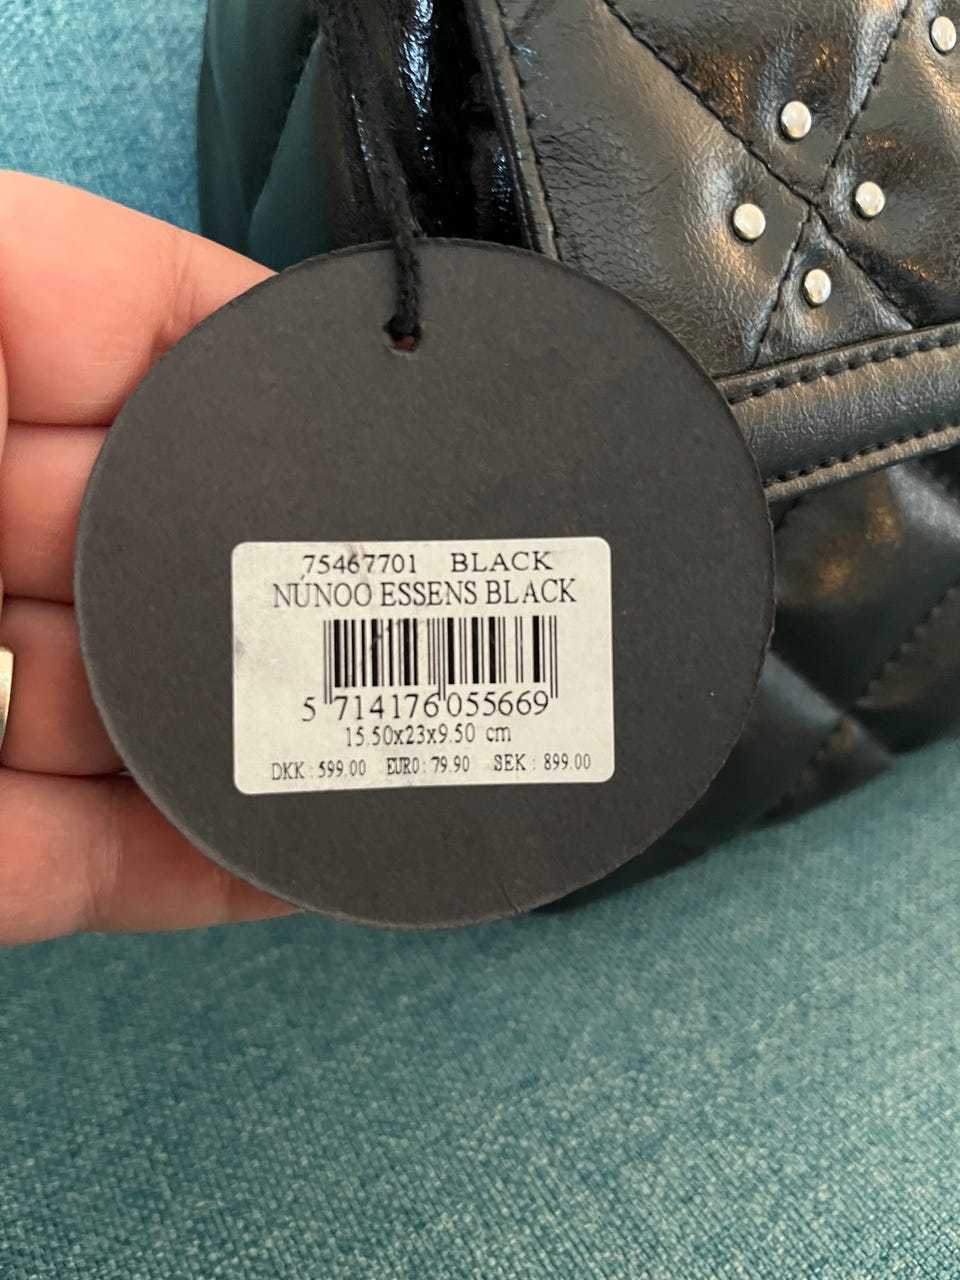 75467701 BLACK
NÚNOO ESSENS BLACK
5 714176 055669
15.50x23x9.50 cm
DKK : 599.00 EURO : 79.90 SEK : 899.00